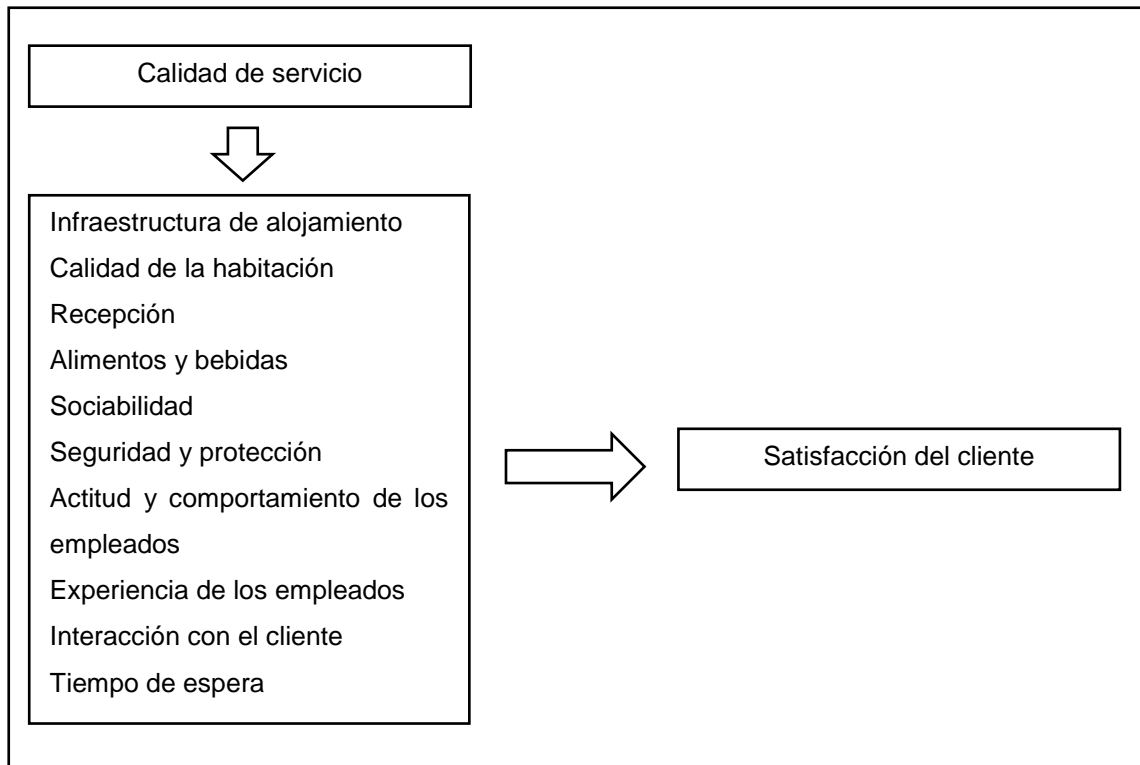 Calidad de servicio
Infraestructura de alojamiento
Calidad de la habitación
Recepción
Alimentos y bebidas
Sociabilidad
Seguridad y protección
Actitud y comportamiento de los
empleados
Experiencia de los empleados
Interacción con el cliente
Tiempo de espera
Satisfacción del cliente